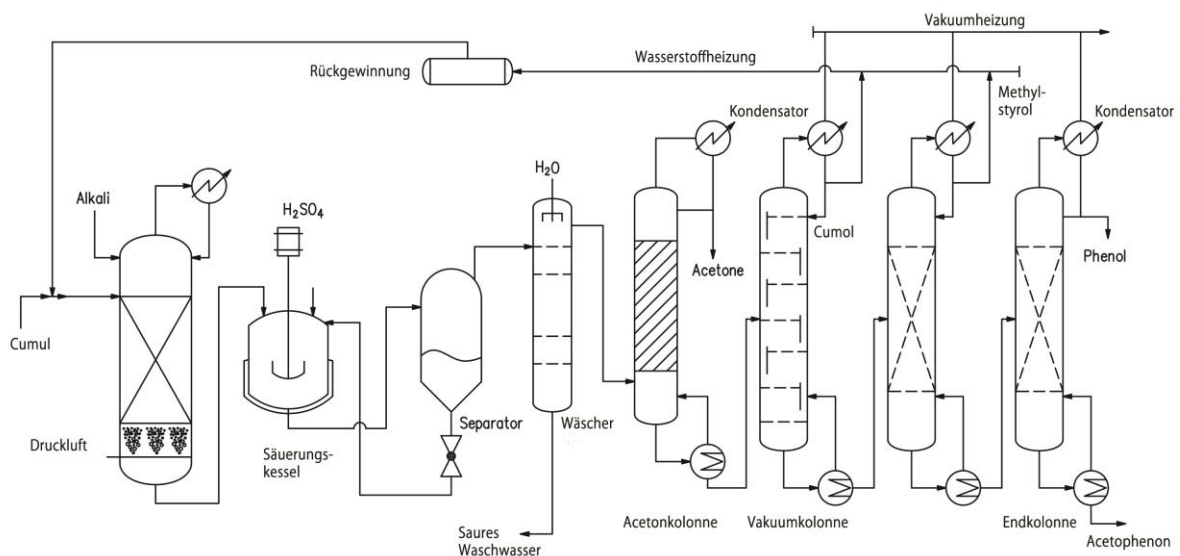 Vakuumheizung
Wasserstoffheizung
Rückgewinnung
Methyl-
styrol
Kondensator
Kondensator
H₂O
Alkali
H₂SO₄
Cumol
Acetone
Phenol
Cumul
Separator
Wäscher
Druckluft
Säuerungs-
kessel
Acetonkolonne
Vakuumkolonne
Endkolonne
Saures
Waschwasser
Acetophenon